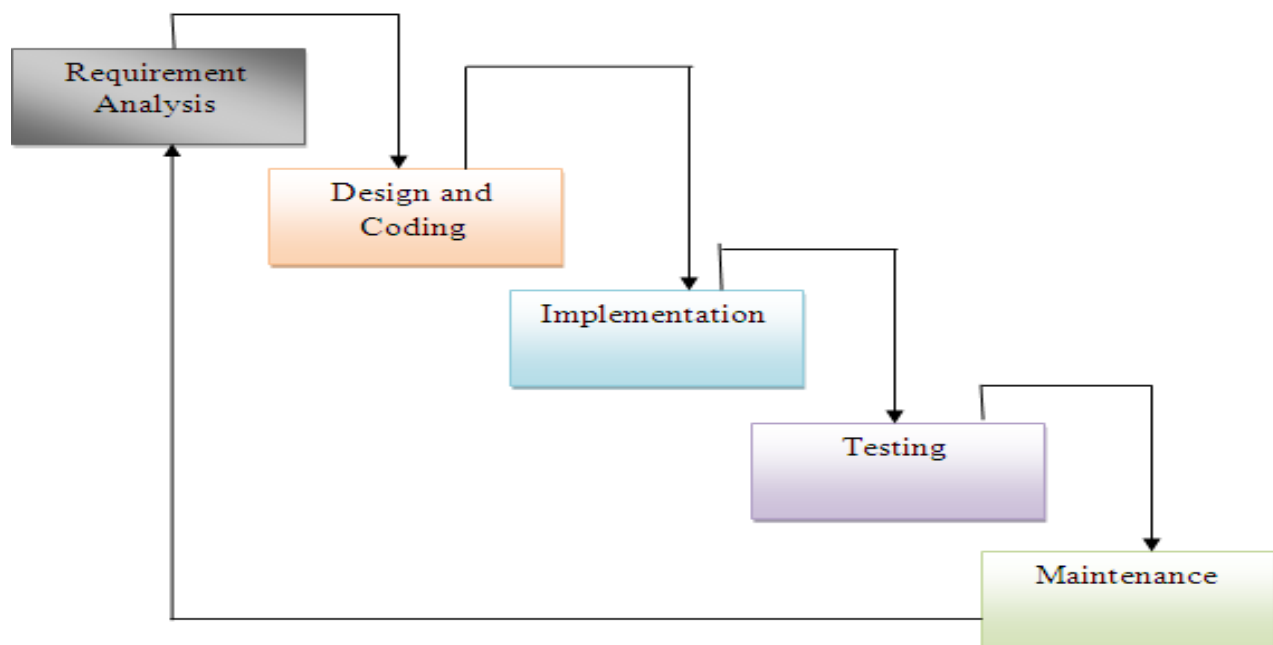 Requirement
Analysis
Design and
Coding
Implementation
Testing
Maintenance